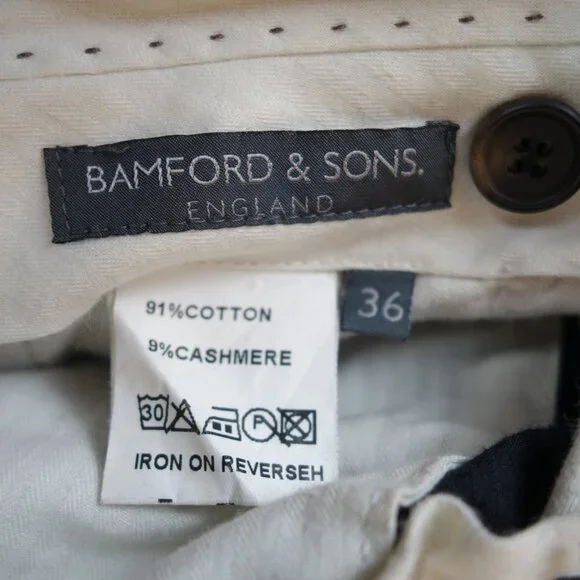 BAMFORD & SONS.
ENGLAND
36
91%COTTON
9%CASHMERE
30 P
IRON ON REVERSEH